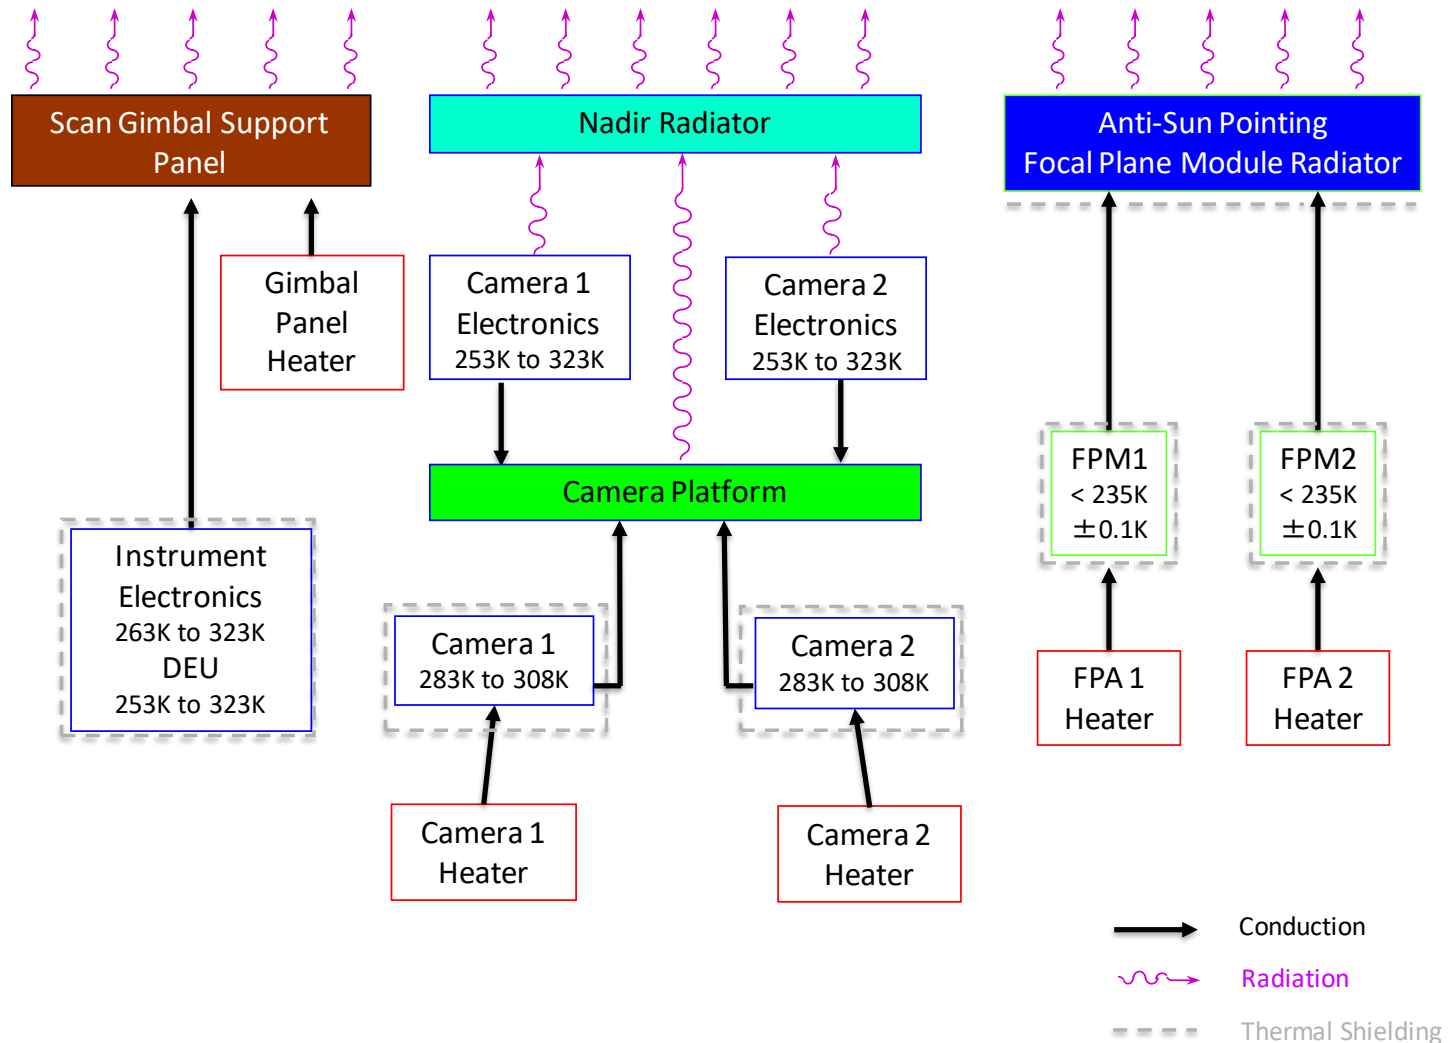 Scan Gimbal Support
Panel
Nadir Radiator
Anti-Sun Pointing
Focal Plane Module Radiator
Gimbal
Panel
Heater
Camera 1
Electronics
253K to 323K
Camera 2
Electronics
253K to 323K
Camera Platform
FPM1
< 235K
±0.1K
FPM2
< 235K
±0.1K
Instrument
Electronics
263K to 323K
DEU
253K to 323K
Camera 1
283K to 308K
Camera 2
283K to 308K
FPA 1
Heater
FPA 2
Heater
Camera 1
Heater
Camera 2
Heater
Conduction
Radiation
Thermal Shielding